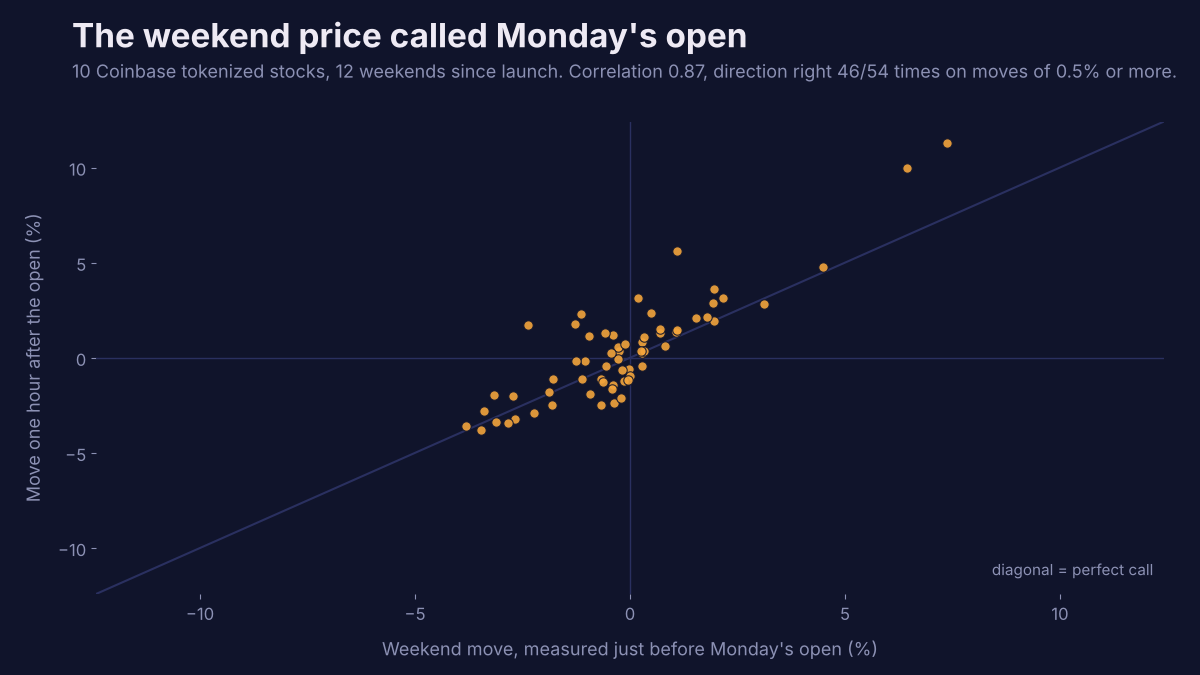 The weekend price called Monday's open
10 Coinbase tokenized stocks, 12 weekends since launch. Correlation 0.87, direction right 46/54 times on moves of 0.5% or more.
Move one hour after the open (%)
10
5
0
−5
−10
diagonal = perfect call
−10
−5
0
5
10
Weekend move, measured just before Monday's open (%)